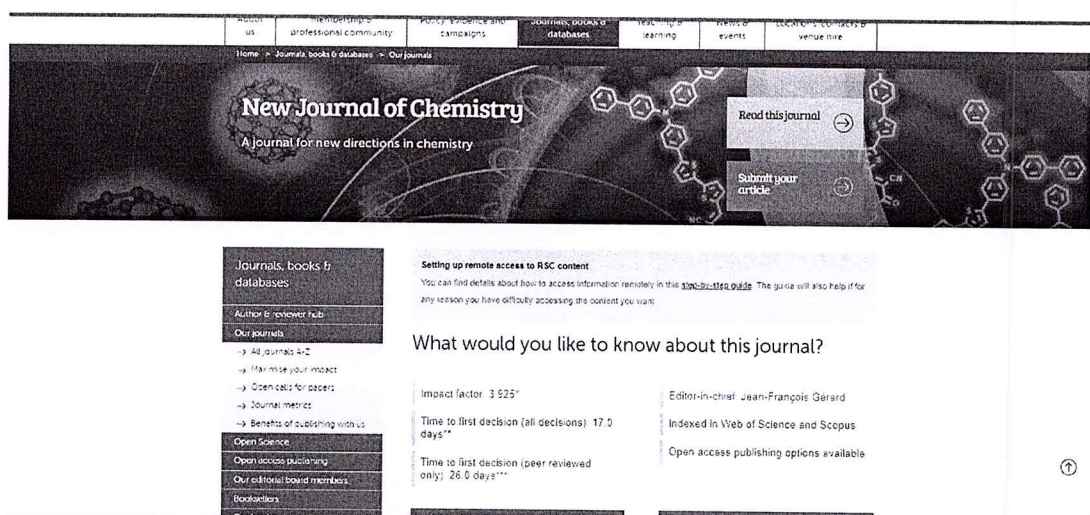 About membership & Policy, evidence and Journals, books & Teaching & News & Locations, contacts &
us professional community campaigns databases learning events venue hire
Home > Journals, books & databases > Our journals
New Journal of Chemistry
A journal for new directions in chemistry
Read this journal
Submit your
article
CN
NC
S
Journals, books &
databases
Author & reviewer hub
Our journals
→ All journals A-Z
→ Maximise your impact
→ Open calls for papers
→ Journal metrics
→ Benefits of publishing with us
Open Science
Open access publishing
Our editorial board members
Booksellers
Setting up remote access to RSC content
You can find details about how to access information remotely in this step-by-step guide. The guide will also help if for
any reason you have difficulty accessing the content you want
What would you like to know about this journal?
Impact factor: 3.925*
Time to first decision (all decisions): 17.0
days**
Time to first decision (peer reviewed
only): 26.0 days***
Editor-in-chief: Jean-François Gérard
Indexed in Web of Science and Scopus
Open access publishing options available